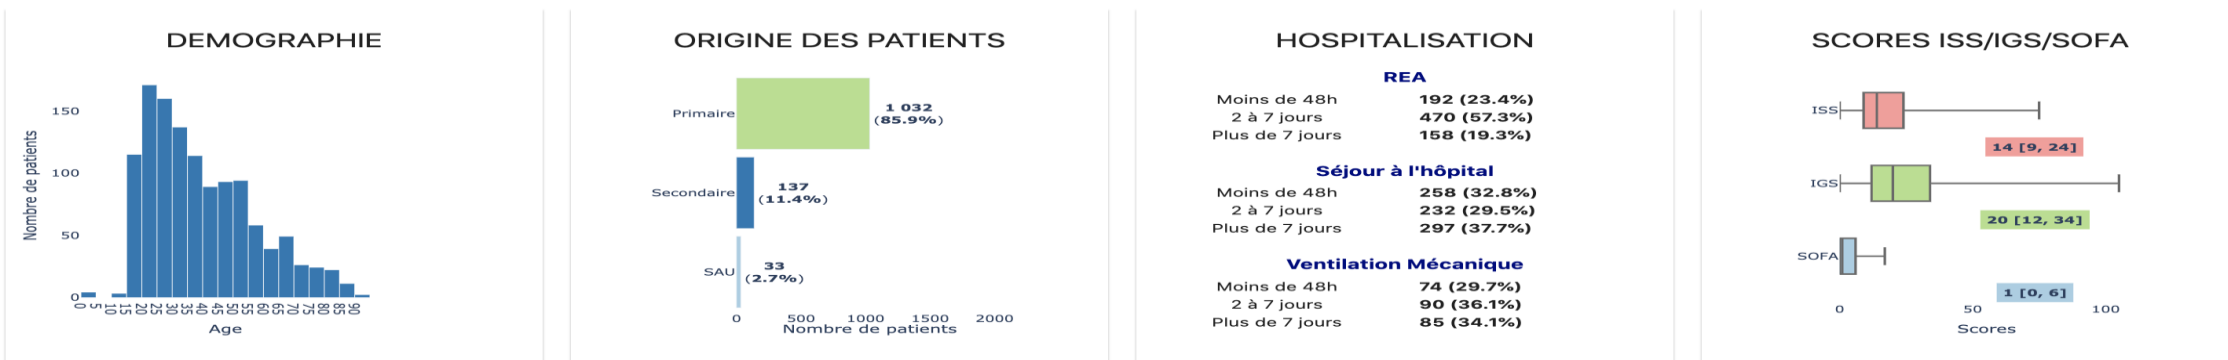 DEMOGRAPHIE
Nombre de patients
150
100
50
0
0 5 10 15 20 25 30 35 40 45 50 55 60 65 70 75 80 85 90
Age
ORIGINE DES PATIENTS
Primaire
1 032
(85.9%)
Secondaire
137
(11.4%)
SAU
33
(2.7%)
0 500 1000 1500 2000
Nombre de patients
HOSPITALISATION
REA
Moins de 48h 192 (23.4%)
2 à 7 jours 470 (57.3%)
Plus de 7 jours 158 (19.3%)
Séjour à l'hôpital
Moins de 48h 258 (32.8%)
2 à 7 jours 232 (29.5%)
Plus de 7 jours 297 (37.7%)
Ventilation Mécanique
Moins de 48h 74 (29.7%)
2 à 7 jours 90 (36.1%)
Plus de 7 jours 85 (34.1%)
SCORES ISS/IGS/SOFA
ISS
14 [9, 24]
IGS
20 [12, 34]
SOFA
1 [0, 6]
0 50 100
Scores